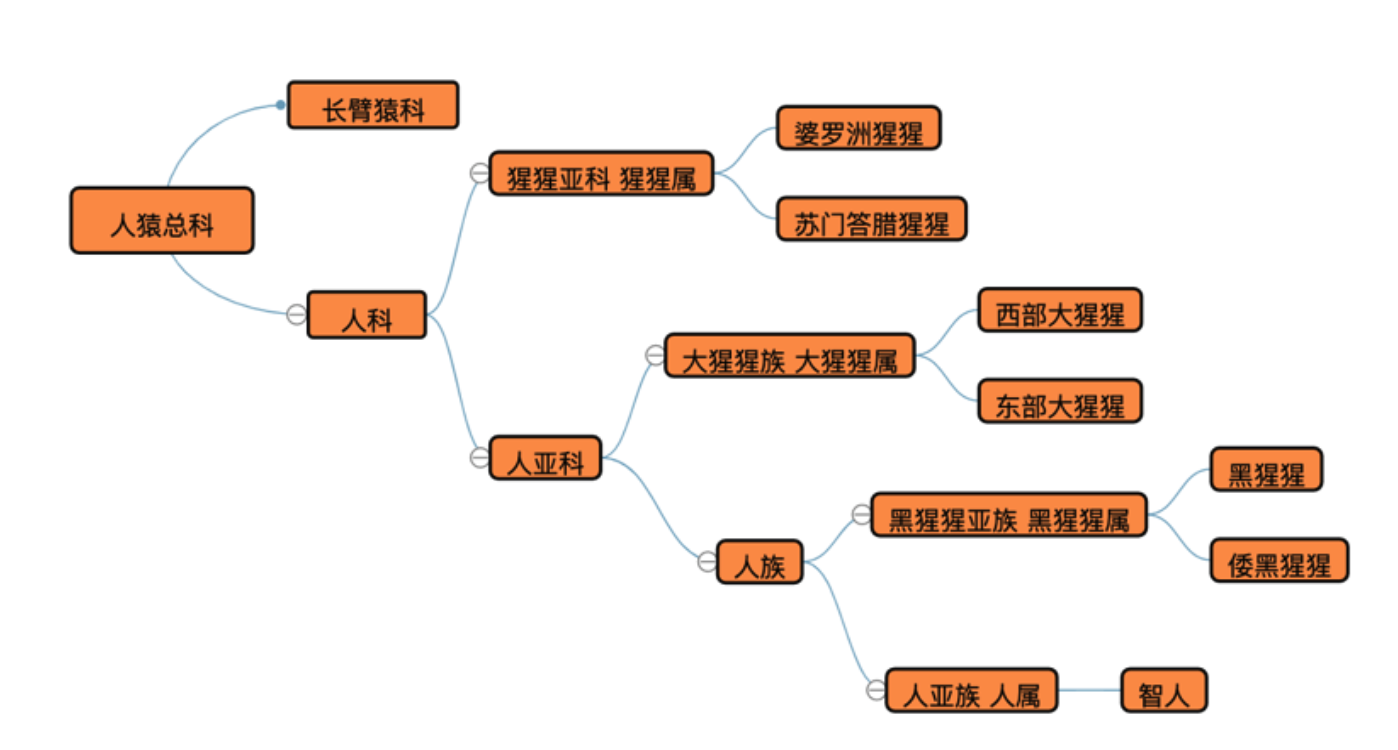 长臂猿科
人猿总科
人科
猩猩亚科 猩猩属
婆罗洲猩猩
苏门答腊猩猩
人亚科
大猩猩族 大猩猩属
西部大猩猩
东部大猩猩
人族
黑猩猩亚族 黑猩猩属
黑猩猩
倭黑猩猩
人亚族 人属
智人